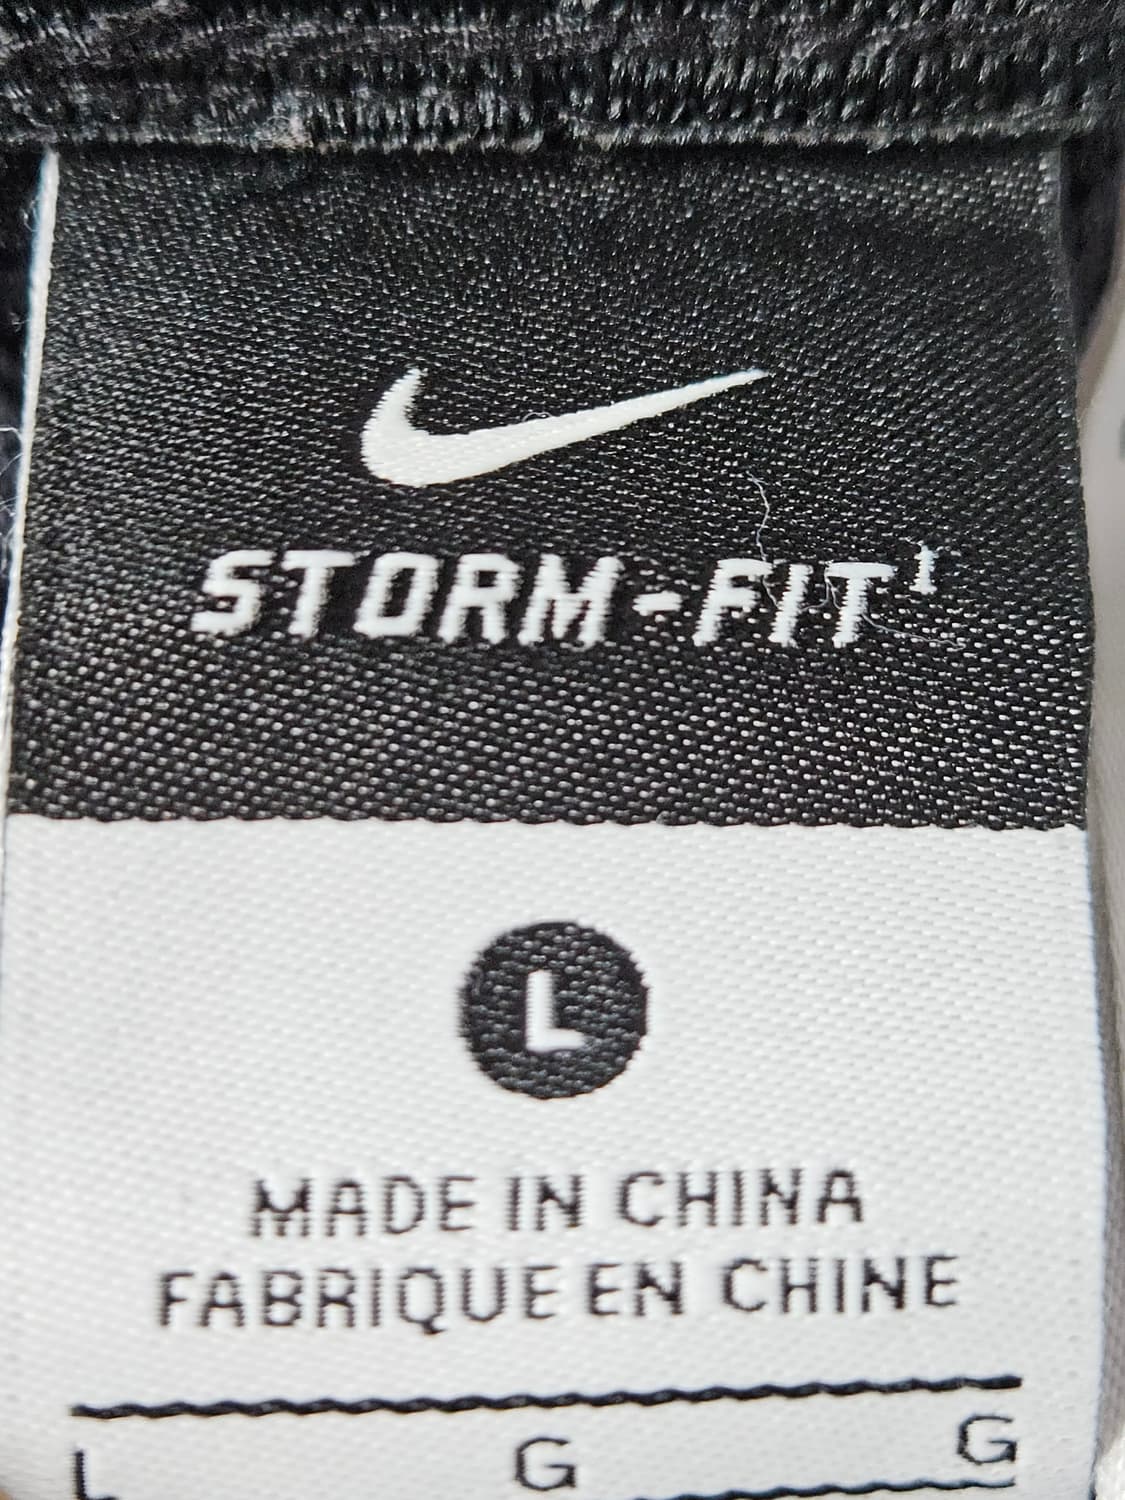 STORM-FIT¹
L
MADE IN CHINA
FABRIQUE EN CHINE
L G G